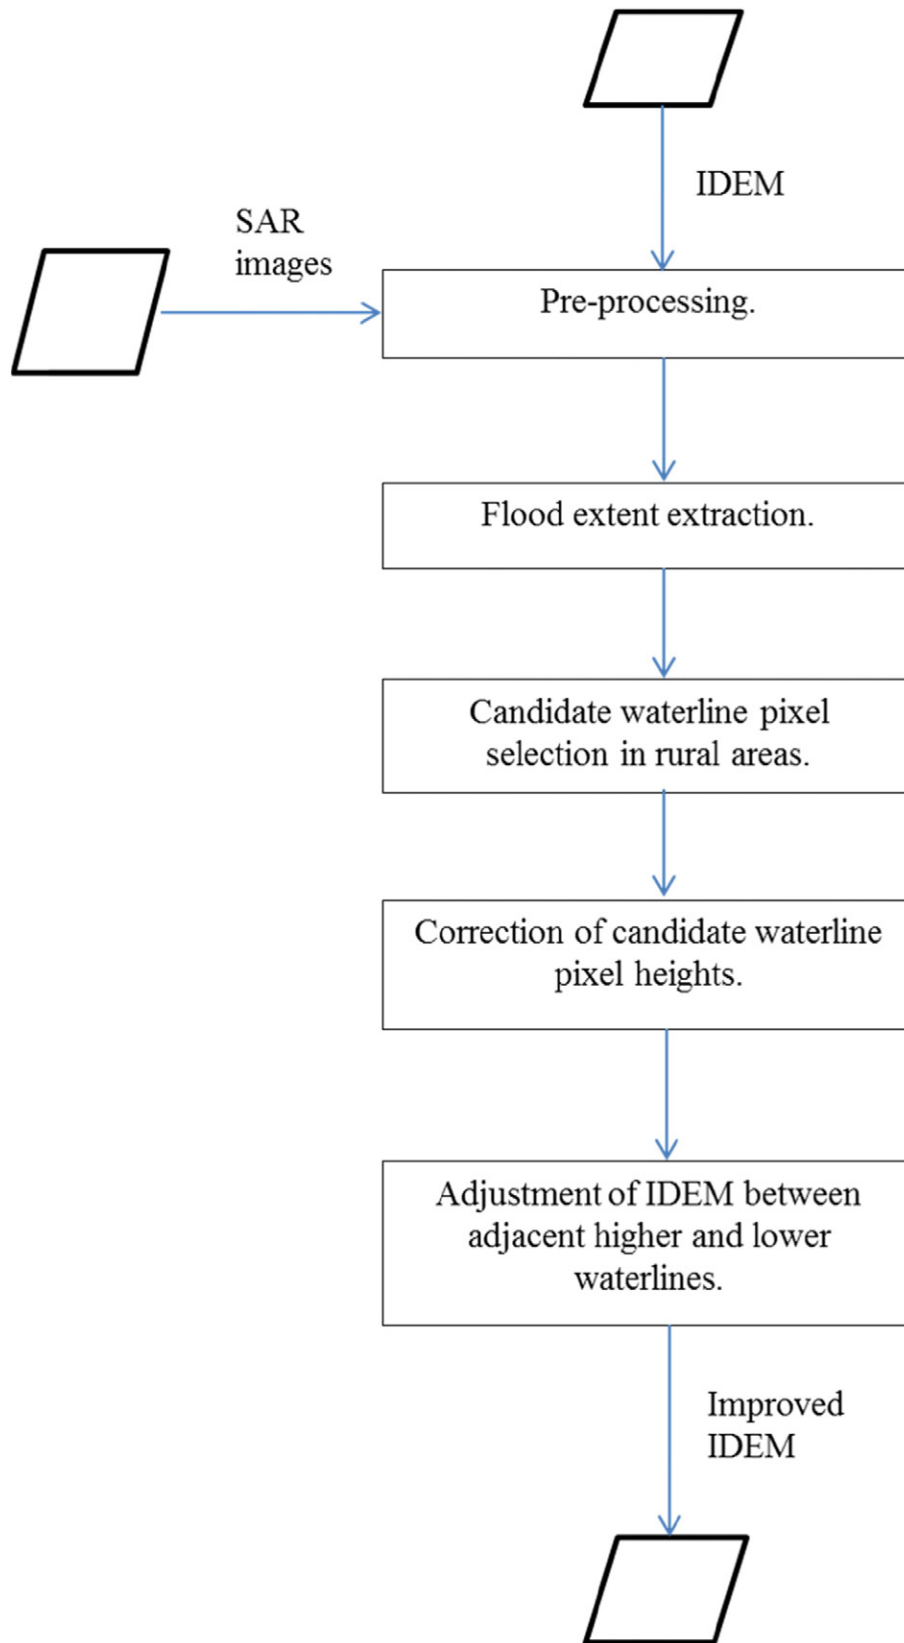 IDEM
SAR
images
Pre-processing.
Flood extent extraction.
Candidate waterline pixel
selection in rural areas.
Correction of candidate waterline
pixel heights.
Adjustment of IDEM between
adjacent higher and lower
waterlines.
Improved
IDEM